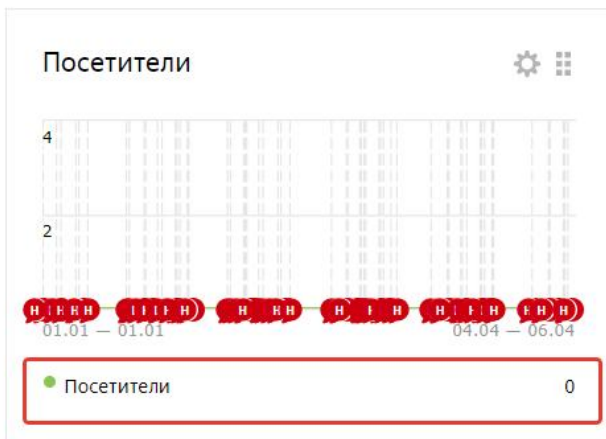 Посетители
4
2
Н Н Н Н Н Н Н Н Н Н Н Н Н Н Н
01.01 — 01.01 04.04 — 06.04
Посетители 0